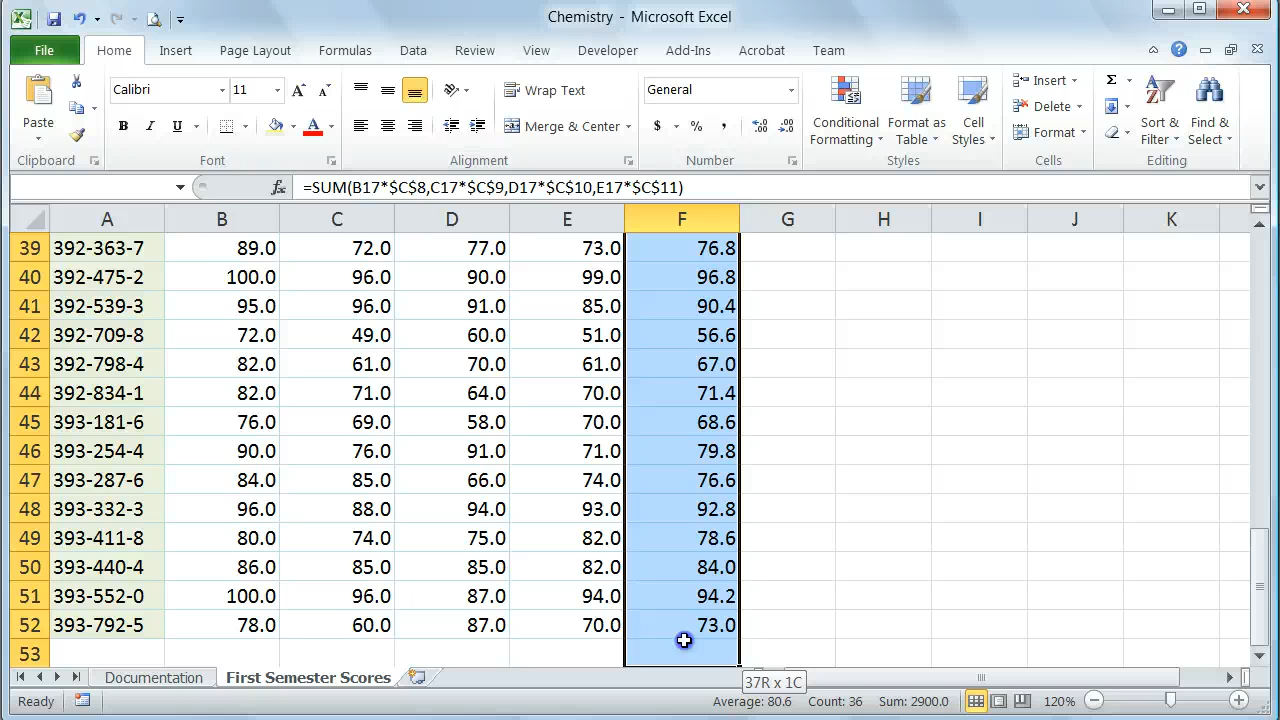 Chemistry - Microsoft Excel
File Home Insert Page Layout Formulas Data Review View Developer Add-Ins Acrobat Team
Calibri 11 Wrap Text General Insert
Paste Merge & Center Conditional Formatting Format as Table Cell Styles Delete Sort & Filter Find & Select
B I U $ % , Format
Clipboard Font Alignment Number Styles Cells Editing
fx =SUM(B17*$C$8,C17*$C$9,D17*$C$10,E17*$C$11)
A B C D E F G H I J K
39 392-363-7 89.0 72.0 77.0 73.0 76.8
40 392-475-2 100.0 96.0 90.0 99.0 96.8
41 392-539-3 95.0 96.0 91.0 85.0 90.4
42 392-709-8 72.0 49.0 60.0 51.0 56.6
43 392-798-4 82.0 61.0 70.0 61.0 67.0
44 392-834-1 82.0 71.0 64.0 70.0 71.4
45 393-181-6 76.0 69.0 58.0 70.0 68.6
46 393-254-4 90.0 76.0 91.0 71.0 79.8
47 393-287-6 84.0 85.0 66.0 74.0 76.6
48 393-332-3 96.0 88.0 94.0 93.0 92.8
49 393-411-8 80.0 74.0 75.0 82.0 78.6
50 393-440-4 86.0 85.0 85.0 82.0 84.0
51 393-552-0 100.0 96.0 87.0 94.0 94.2
52 393-792-5 78.0 60.0 87.0 70.0 73.0
53
Documentation First Semester Scores 37R x 1C
Ready Average: 80.6 Count: 36 Sum: 2900.0 120%